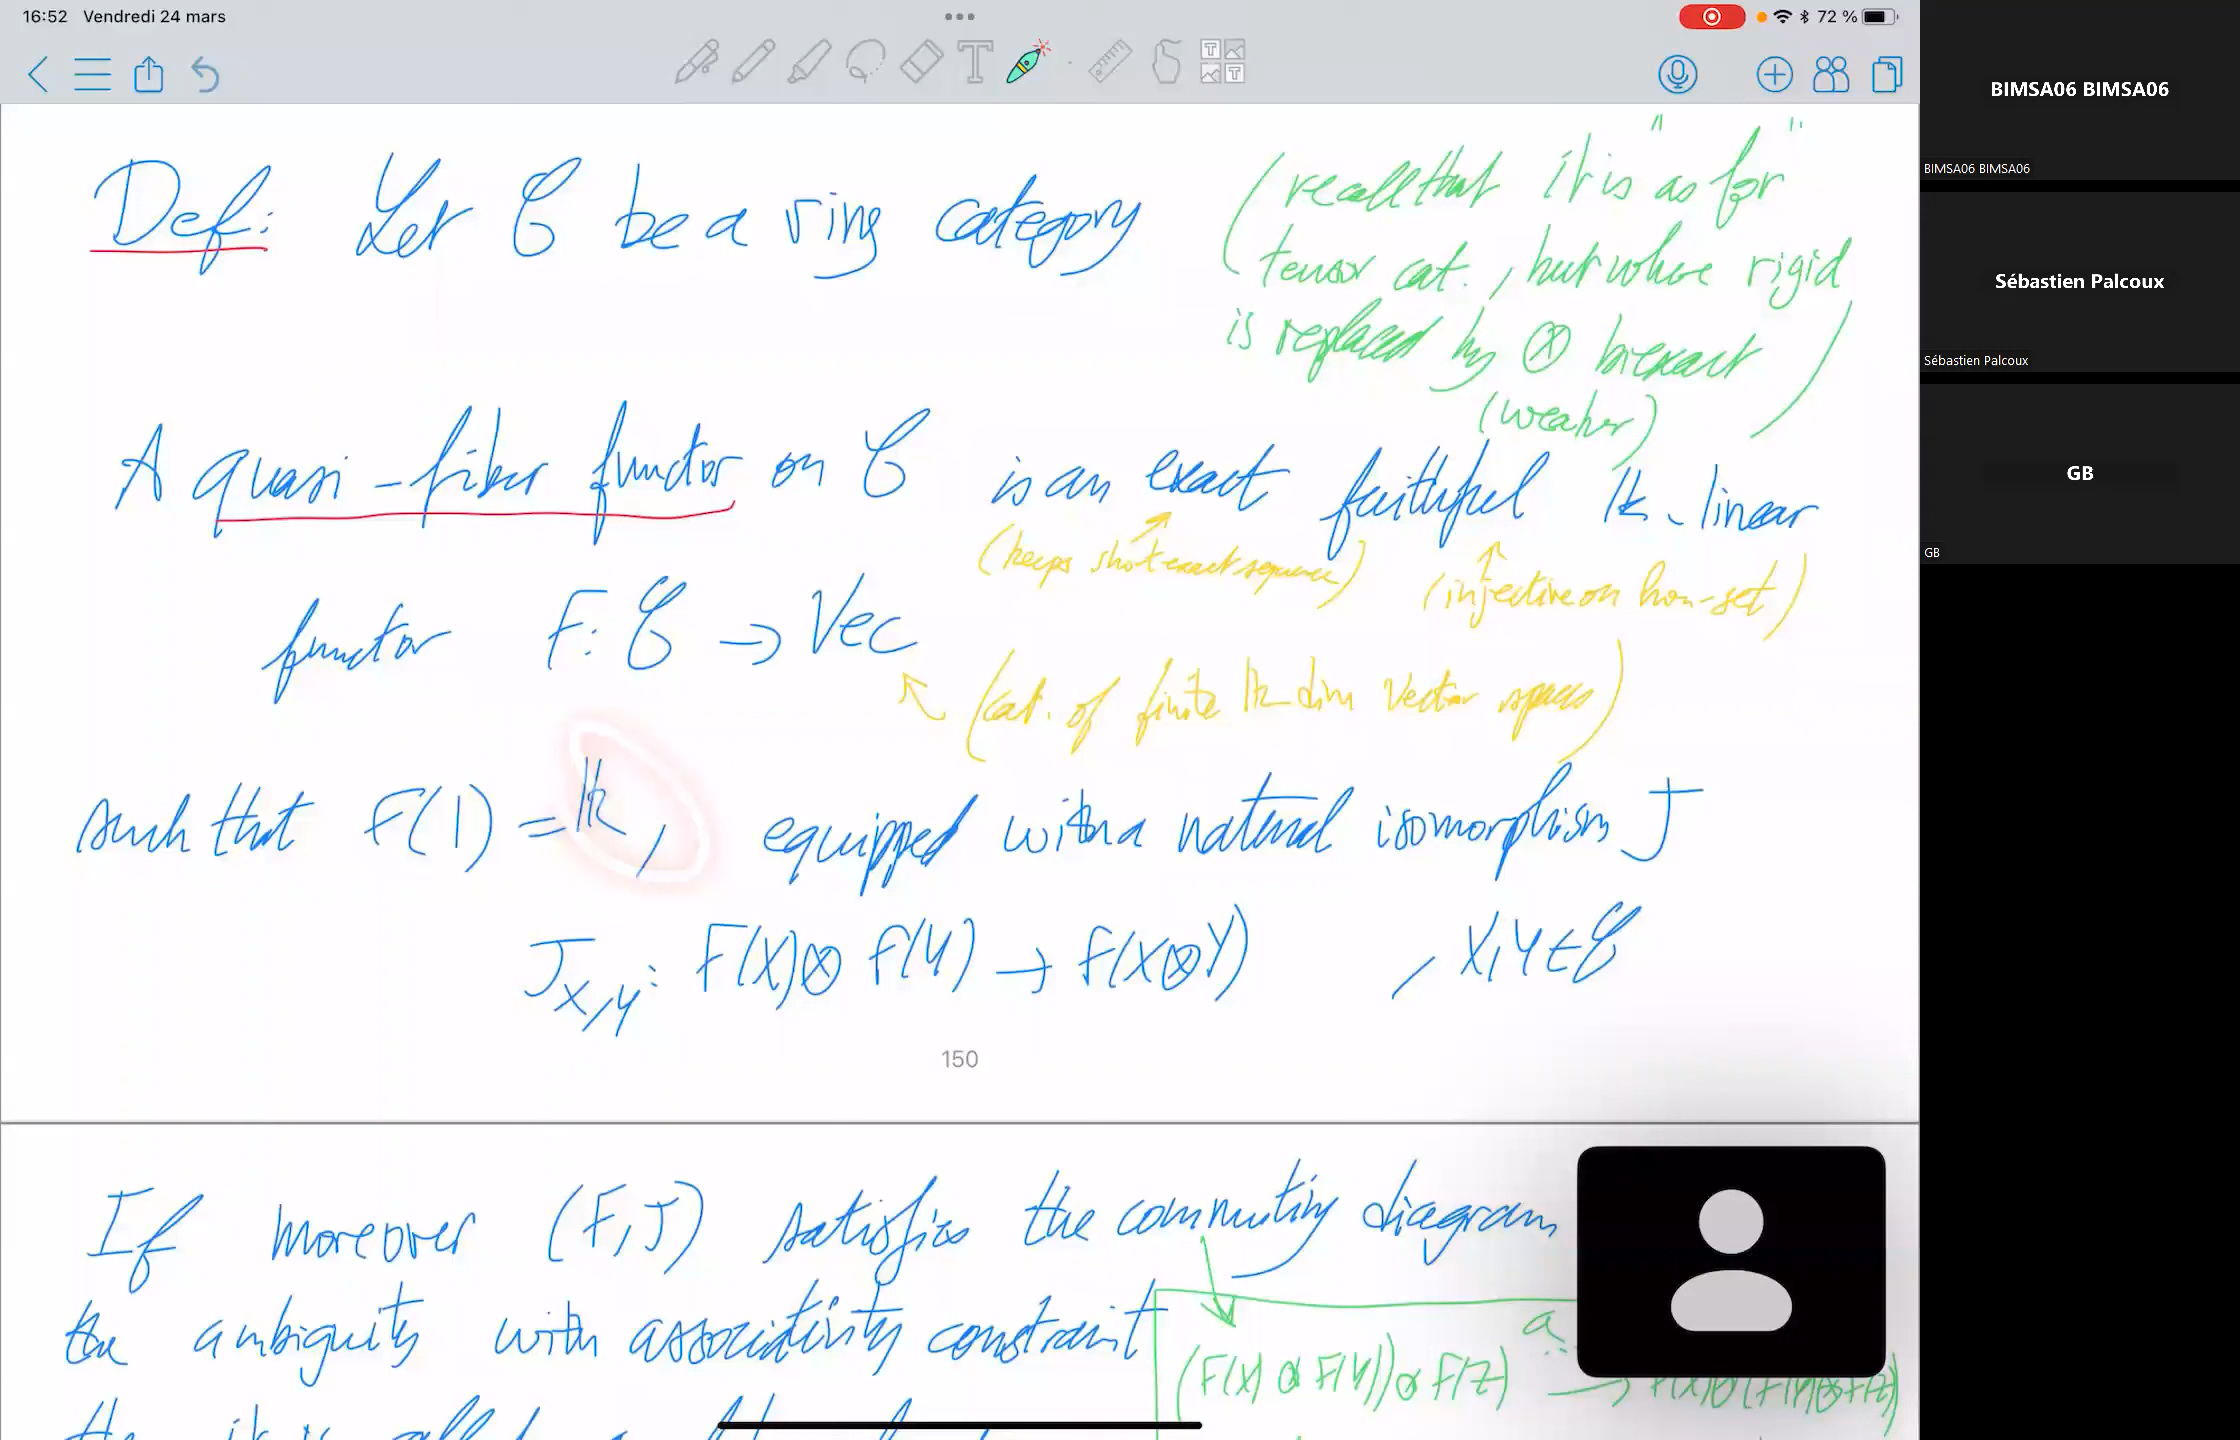 16:52 Vendredi 24 mars
72 %
Def: Let C be a ring category
(recall that "it is as for"
tensor cat., but where rigid
is replaced by ⊗ biexact
(weaker) )
A quasi-fiber functor on C is an exact faithful k-linear
(keeps short exact sequence) (injective on hom-set)
functor F: C → Vec
(cat. of finite k dim vector spaces)
such that F(1) = k, equipped with a natural isomorphism J
J_{X,Y}: F(X) ⊗ F(Y) → F(X⊗Y) , X,Y ∈ C
150
If moreover (F,J) satisfies the commuting diagram
the ambiguity with associativity constraint
a
(F(X) ⊗ F(Y)) ⊗ F(Z) → F(X)⊗(F(Y)⊗F(Z))
BIMSA06 BIMSA06
BIMSA06 BIMSA06
Sébastien Palcoux
Sébastien Palcoux
GB
GB